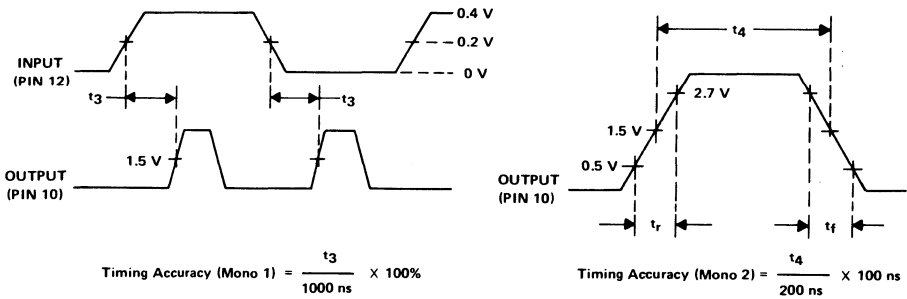 0.4 V
0.2 V
0 V
INPUT
(PIN 12)
t3
t3
1.5 V
OUTPUT
(PIN 10)
Timing Accuracy (Mono 1) = t3 / 1000 ns X 100%
t4
2.7 V
1.5 V
0.5 V
OUTPUT
(PIN 10)
tr
tf
Timing Accuracy (Mono 2) = t4 / 200 ns X 100 ns